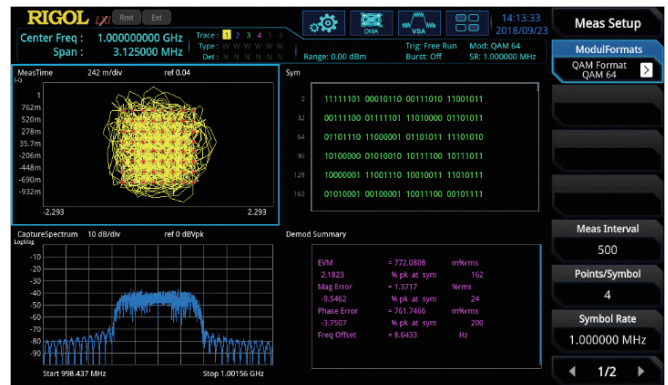 RIGOL LXI Rmt Ext 14:13:33
2018/09/23
Center Freq : 1.000000000 GHz
Span : 3.125000 MHz
Trace : 1 2 3 4 5 6
Type : W W W W W W
Det : N N N N N N
DMA VSA
Range: 0.00 dBm
Trig: Free Run Mod: QAM 64
Burst: Off SR: 1.000000 MHz
Meas Setup
ModulFormats
QAM Format
QAM 64
Meas Interval
500
Points/Symbol
4
Symbol Rate
1.000000 MHz
1/2
MeasTime 242 m/div ref 0.04
I-Q
1
762m
520m
278m
35.7m
-206m
-448m
-690m
-932m
-2.293 2.293
Sym
0 11111101 00010110 00111010 11001011
32 00111100 01111101 11010000 01101011
64 01101110 11000001 01101011 11101010
96 10100000 01010010 10111100 10111011
128 10000001 11001110 10010011 11010111
160 01010001 00100001 10011100 00101111
CaptureSpectrum 10 dB/div ref 0 dBVpk
LogMag
-10
-20
-30
-40
-50
-60
-70
-80
-90
Start 998.437 MHz Stop 1.00156 GHz
Demod Summary
EVM = 772.0808 m%rms
2.1823 % pk at sym 162
Mag Error = 1.3717 %rms
-9.5462 % pk at sym 24
Phase Error = 761.7466 m%rms
-3.7507 % pk at sym 200
Freq Offset = 8.6433 Hz